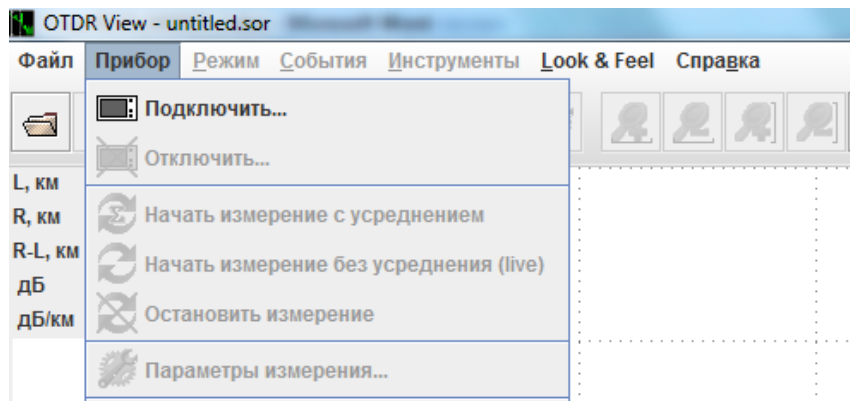 OTDR View - untitled.sor
Файл Прибор Режим События Инструменты Look & Feel Справка
Подключить...
Отключить...
L, км
Начать измерение с усреднением
R, км
R-L, км
Начать измерение без усреднения (live)
дБ
Остановить измерение
дБ/км
Параметры измерения...